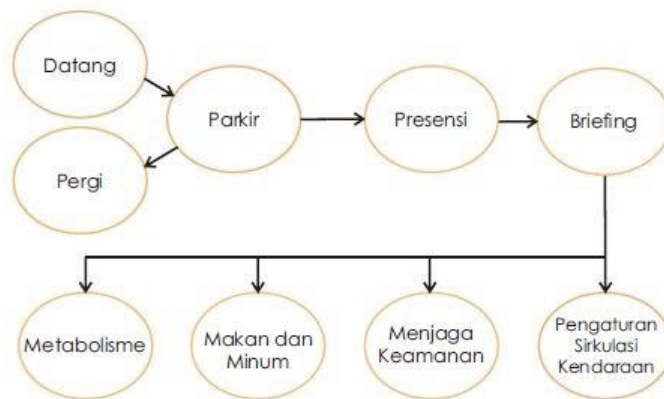 Datang
Parkir
Presensi
Briefing
Pergi
Metabolisme
Makan dan
Minum
Menjaga
Keamanan
Pengaturan
Sirkulasi
Kendaraan